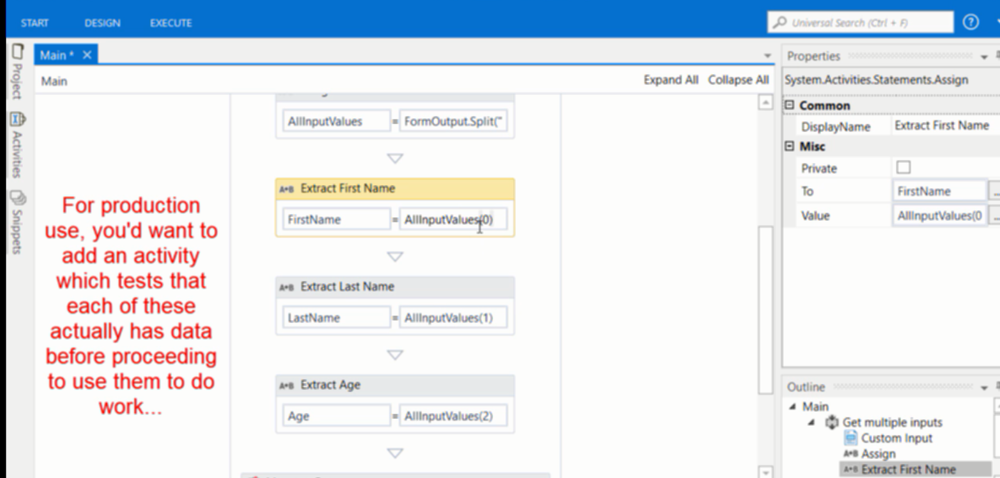 START DESIGN EXECUTE
Universal Search (Ctrl + F)
Project
Activities
Snippets
Main *
Main
Expand All Collapse All
AllInputValues = FormOutput.Split("
Extract First Name
FirstName = AllInputValues(0)
Extract Last Name
LastName = AllInputValues(1)
Extract Age
Age = AllInputValues(2)
For production
use, you'd want to
add an activity
which tests that
each of these
actually has data
before proceeding
to use them to do
work...
Properties
System.Activities.Statements.Assign
Common
DisplayName Extract First Name
Misc
Private
To FirstName ...
Value AllInputValues(0 ...
Outline
Main
Get multiple inputs
Custom Input
A+B Assign
A+B Extract First Name